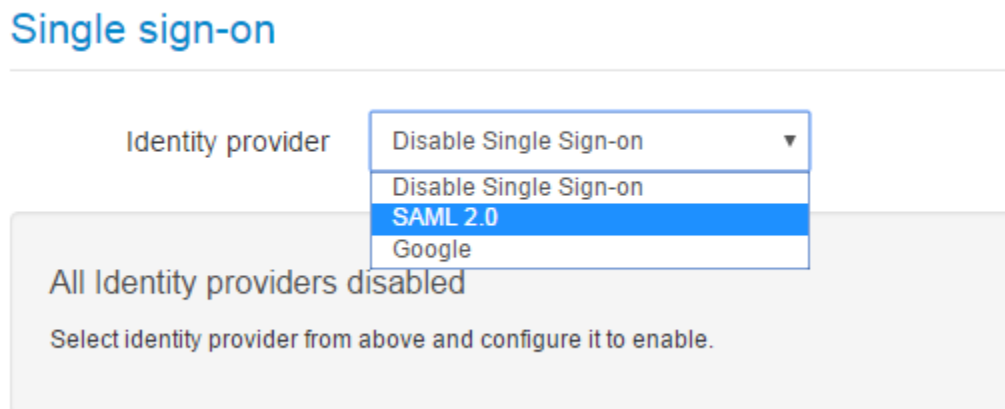 Single sign-on
Identity provider
Disable Single Sign-on
Disable Single Sign-on
SAML 2.0
Google
All Identity providers disabled
Select identity provider from above and configure it to enable.